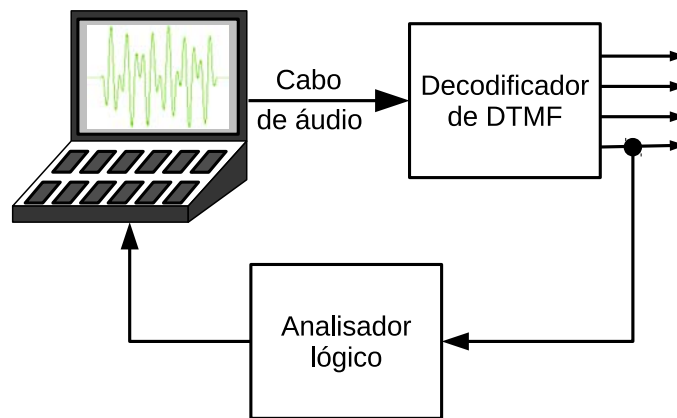 Cabo
de áudio
Decodificador
de DTMF
Analisador
lógico